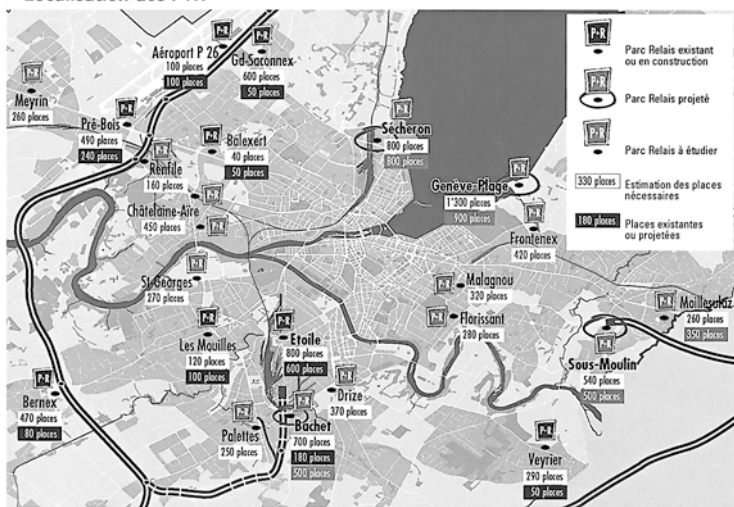 Aéroport P 26
100 places
100 places
P+R
Gd-Saconnex
600 places
50 places
P+R
Meyrin
260 places
P+R
Pré-Bois
490 places
240 places
P+R
Renfile
160 places
P+R
Balexert
40 places
50 places
P+R
Sécheron
800 places
800 places
P+R
Genève-Plage
1'300 places
900 places
P+R
Châtelaine-Aire
450 places
P+R
Frontenex
420 places
P+R
St-Georges
270 places
P+R
Malagnou
320 places
P+R
Florissant
280 places
P+R
Moillesulaz
260 places
350 places
P+R
Les Mouilles
120 places
100 places
P+R
Etoile
800 places
600 places
Sous-Moulin
P+R
540 places
500 places
P+R
Bernex
470 places
80 places
P+R
Drize
370 places
P+R
Palettes
250 places
P+R
Bachet
700 places
180 places
500 places
P+R
Veyrier
290 places
50 places
P+R
Parc Relais existant
ou en construction
P+R
Parc Relais projeté
P+R
Parc Relais à étudier
330 places
Estimation des places
nécessaires
180 places
Places existantes
ou projetées